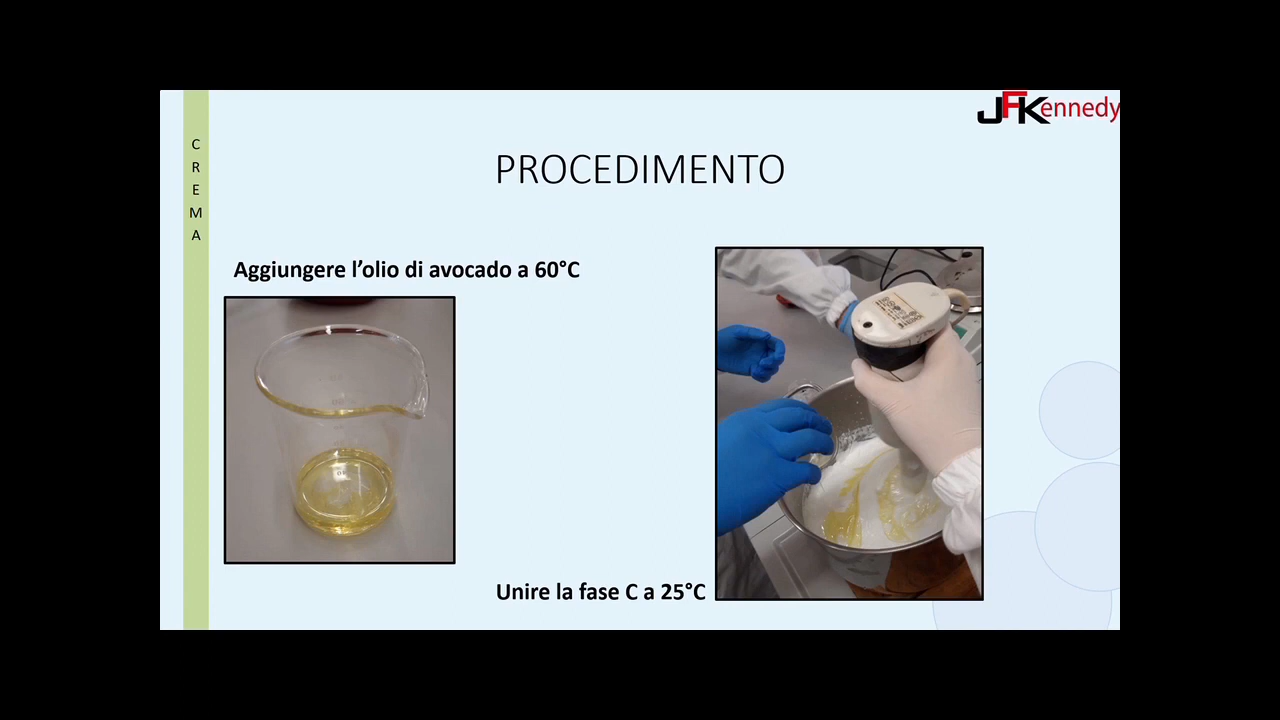 JFKennedy
C
R
E
M
A
PROCEDIMENTO
Aggiungere l’olio di avocado a 60°C
Unire la fase C a 25°C